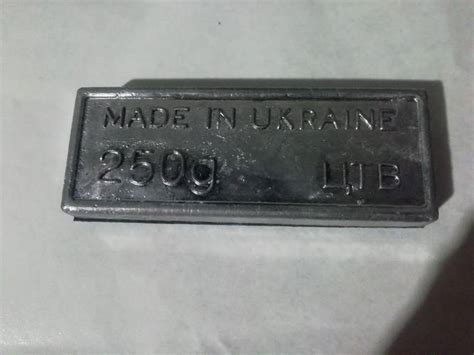 MADE IN UKRAINE
250g ЦТВ